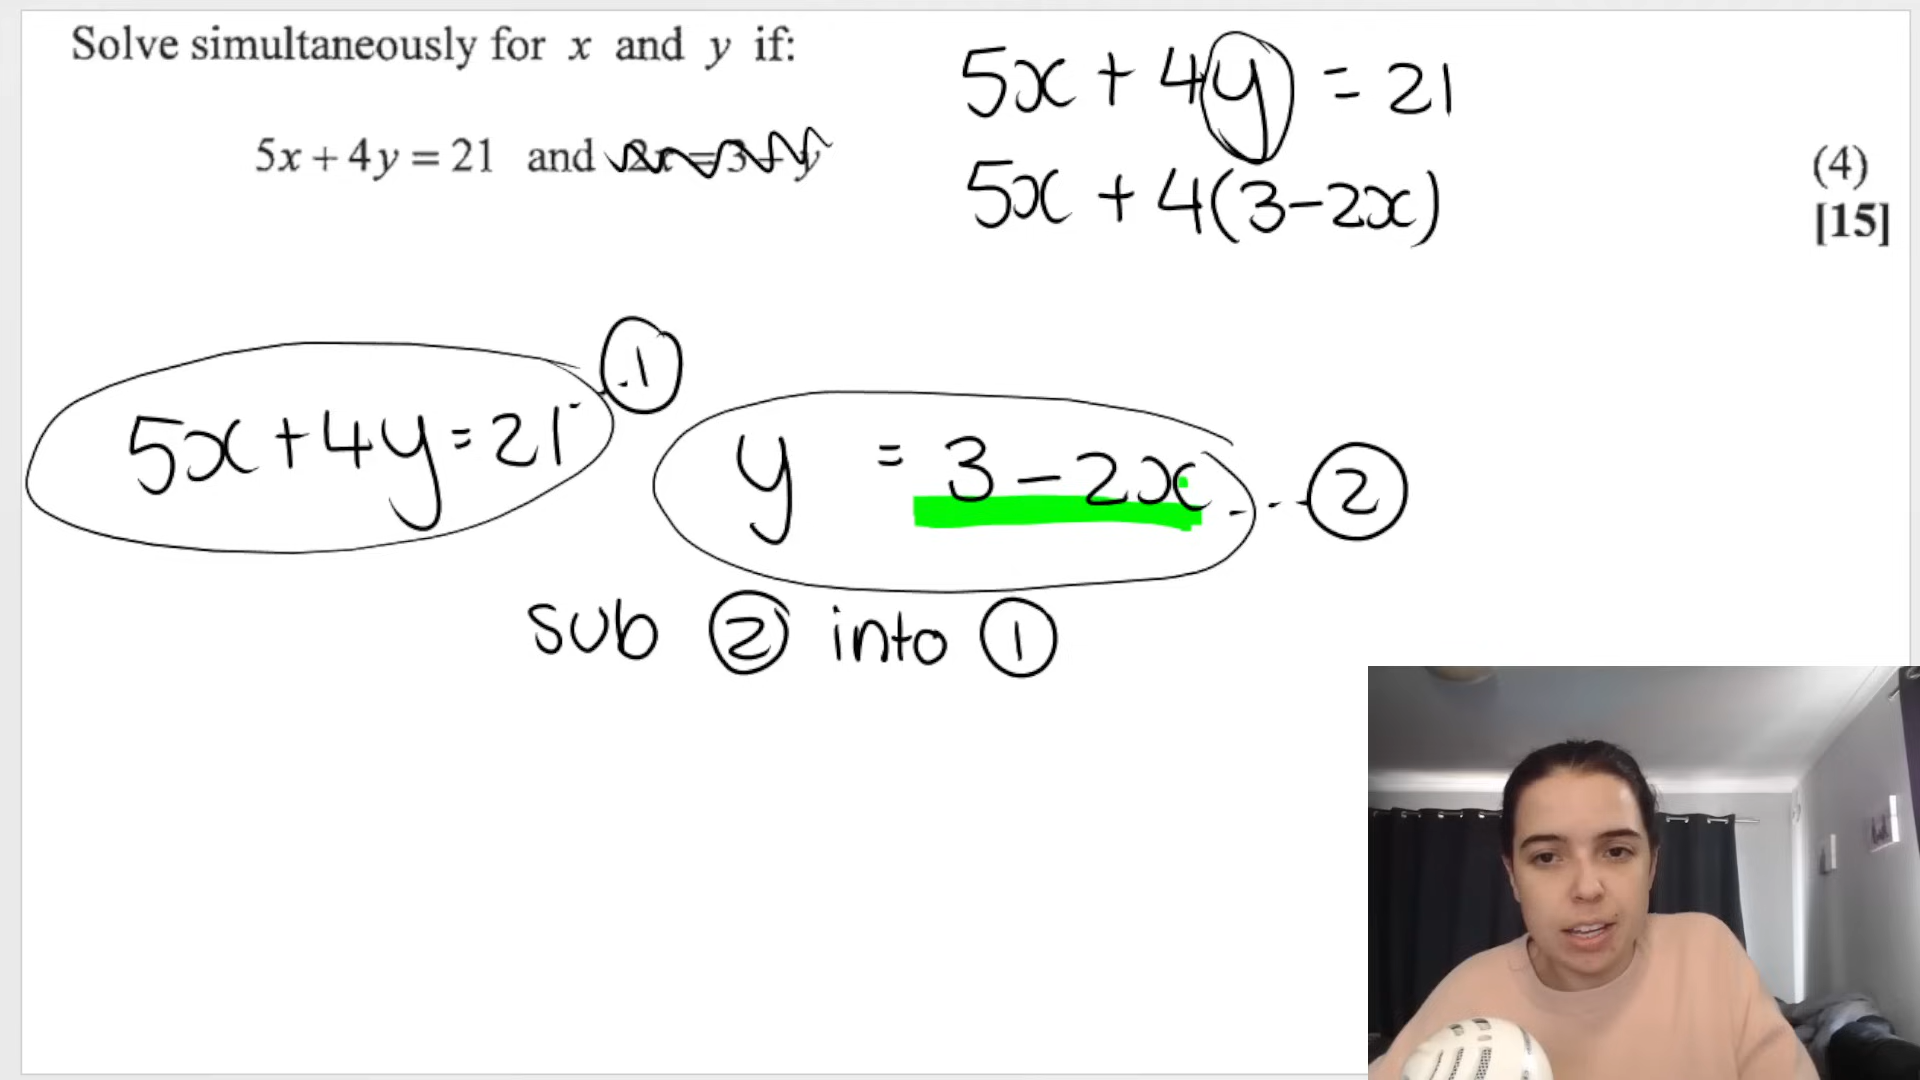 Solve simultaneously for x and y if:
5x + 4y = 21 and
(4)
[15]
5x + 4y = 21
5x + 4(3-2x)
5x + 4y = 21 ...1
y = 3 - 2x ...2
sub 2 into 1